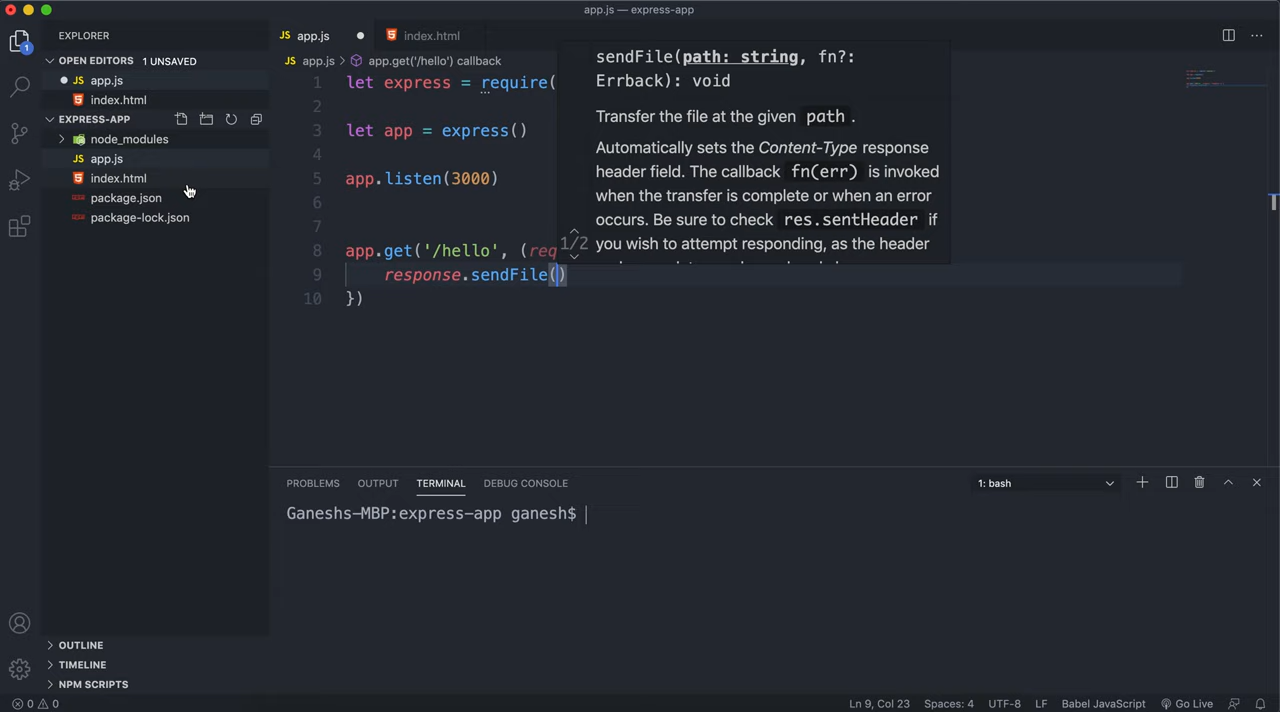 app.js — express-app
EXPLORER
OPEN EDITORS 1 UNSAVED
JS app.js
index.html
EXPRESS-APP
node_modules
JS app.js
index.html
package.json
package-lock.json
OUTLINE
TIMELINE
NPM SCRIPTS
1
JS app.js
index.html
JS app.js > app.get('/hello') callback
1 let express = require(
2
3 let app = express()
4
5 app.listen(3000)
6
7
8 app.get('/hello', (req
9 response.sendFile()
10 })
sendFile(path: string, fn?:
Errback): void
Transfer the file at the given path .
Automatically sets the Content-Type response
header field. The callback fn(err) is invoked
when the transfer is complete or when an error
occurs. Be sure to check res.sentHeader if
1/2 you wish to attempt responding, as the header
PROBLEMS OUTPUT TERMINAL DEBUG CONSOLE
1: bash
Ganeshs-MBP:express-app ganesh$
0 0
Ln 9, Col 23 Spaces: 4 UTF-8 LF Babel JavaScript Go Live